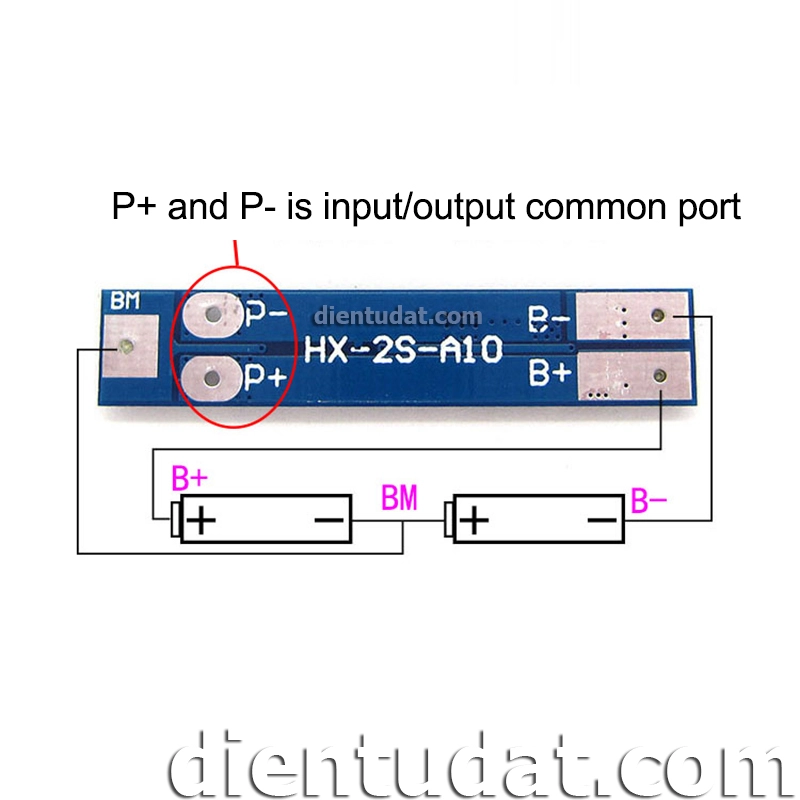 P+ and P- is input/output common port
BM
P-
dientudat.com
B-
HX-2S-A10
P+
B+
B+
BM
B-
+
-
+
-
dientudat.com